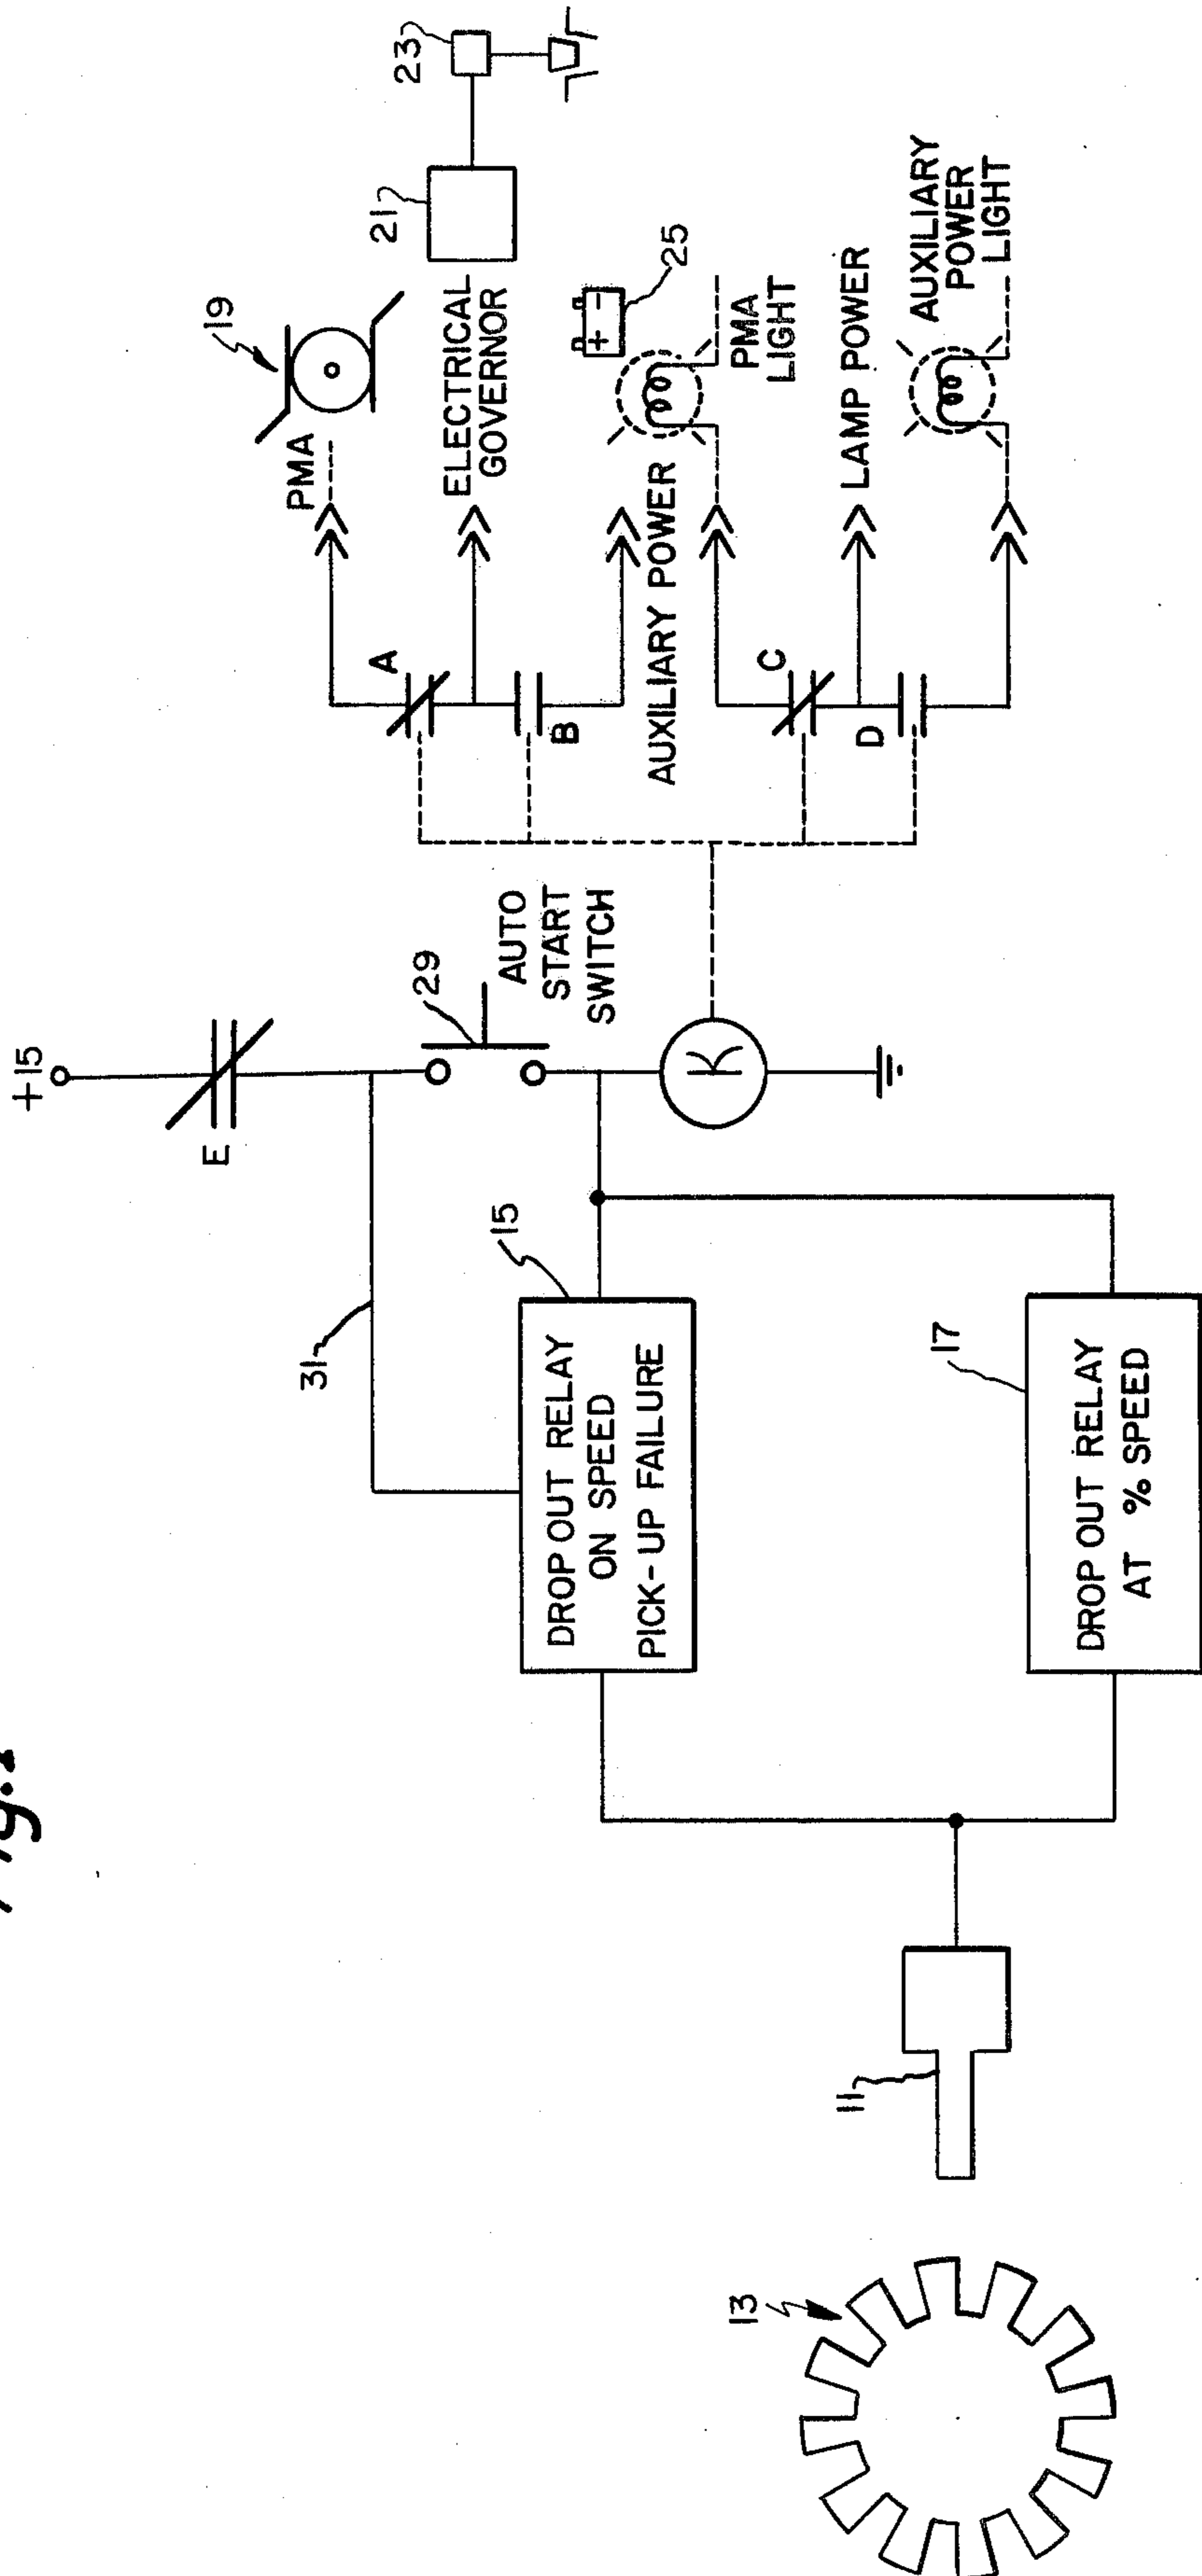 +15
E
29
AUTO
START
SWITCH
K
31
15
DROP OUT RELAY
ON SPEED
PICK-UP FAILURE
17
DROP OUT RELAY
AT % SPEED
11
13
19
PMA
A
21
23
ELECTRICAL
GOVERNOR
B
+ -
25
AUXILIARY POWER
PMA
LIGHT
C
LAMP POWER
D
AUXILIARY
POWER
LIGHT